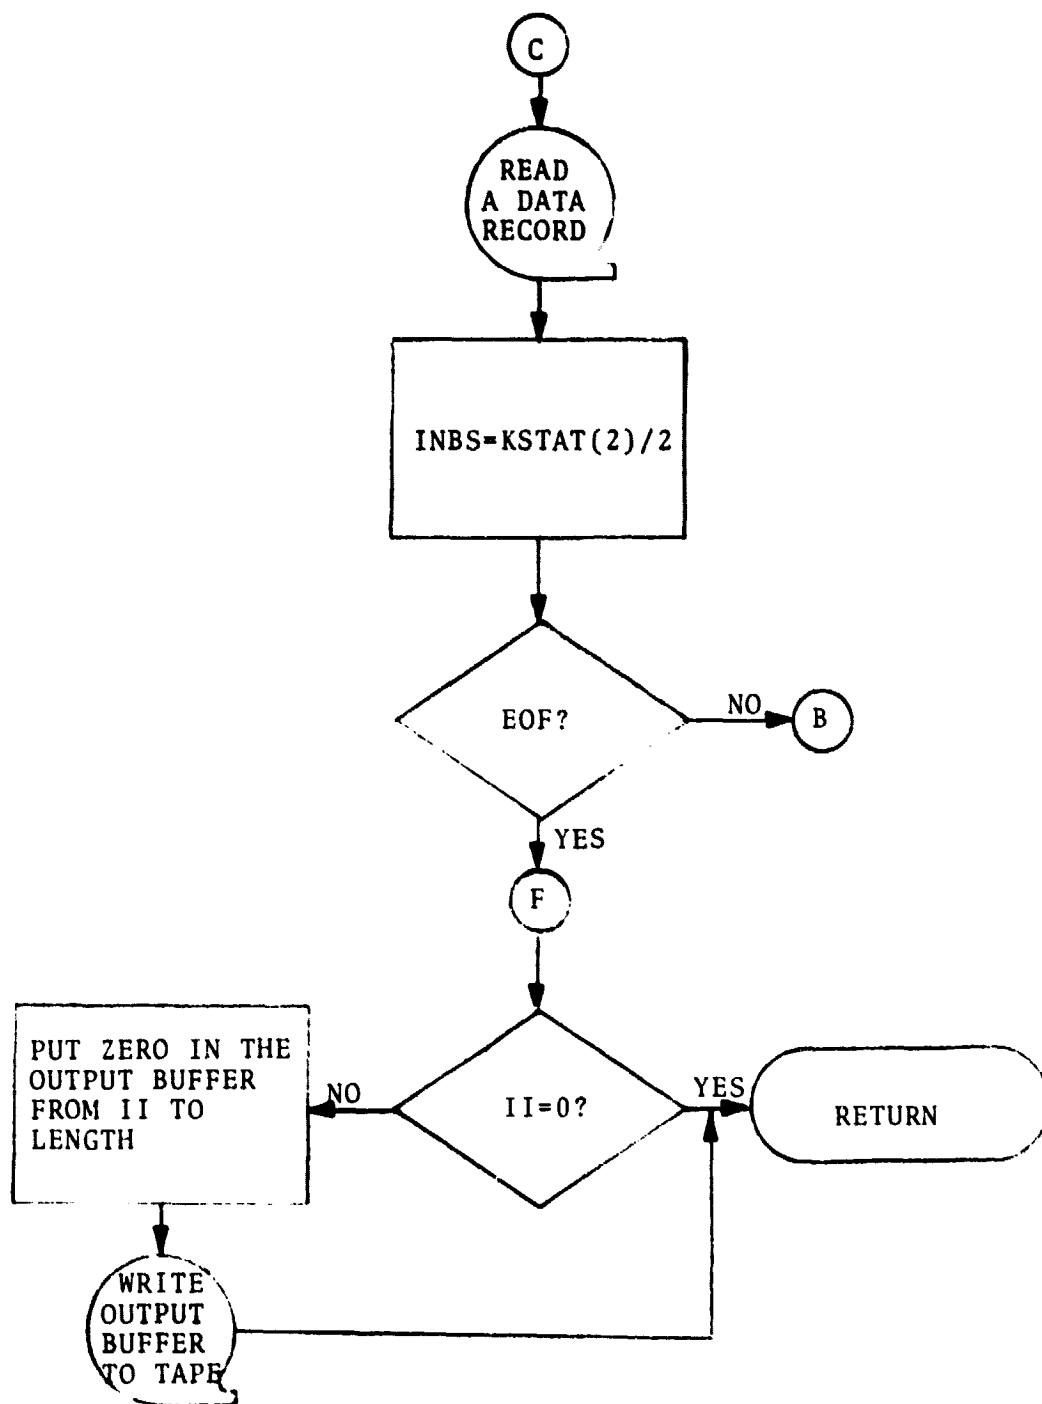 C
READ
A DATA
RECORD
INBS=KSTAT(2)/2
EOF?
NO
B
YES
F
PUT ZERO IN THE
OUTPUT BUFFER
FROM II TO
LENGTH
NO
II=0?
YES
RETURN
WRITE
OUTPUT
BUFFER
TO TAPE